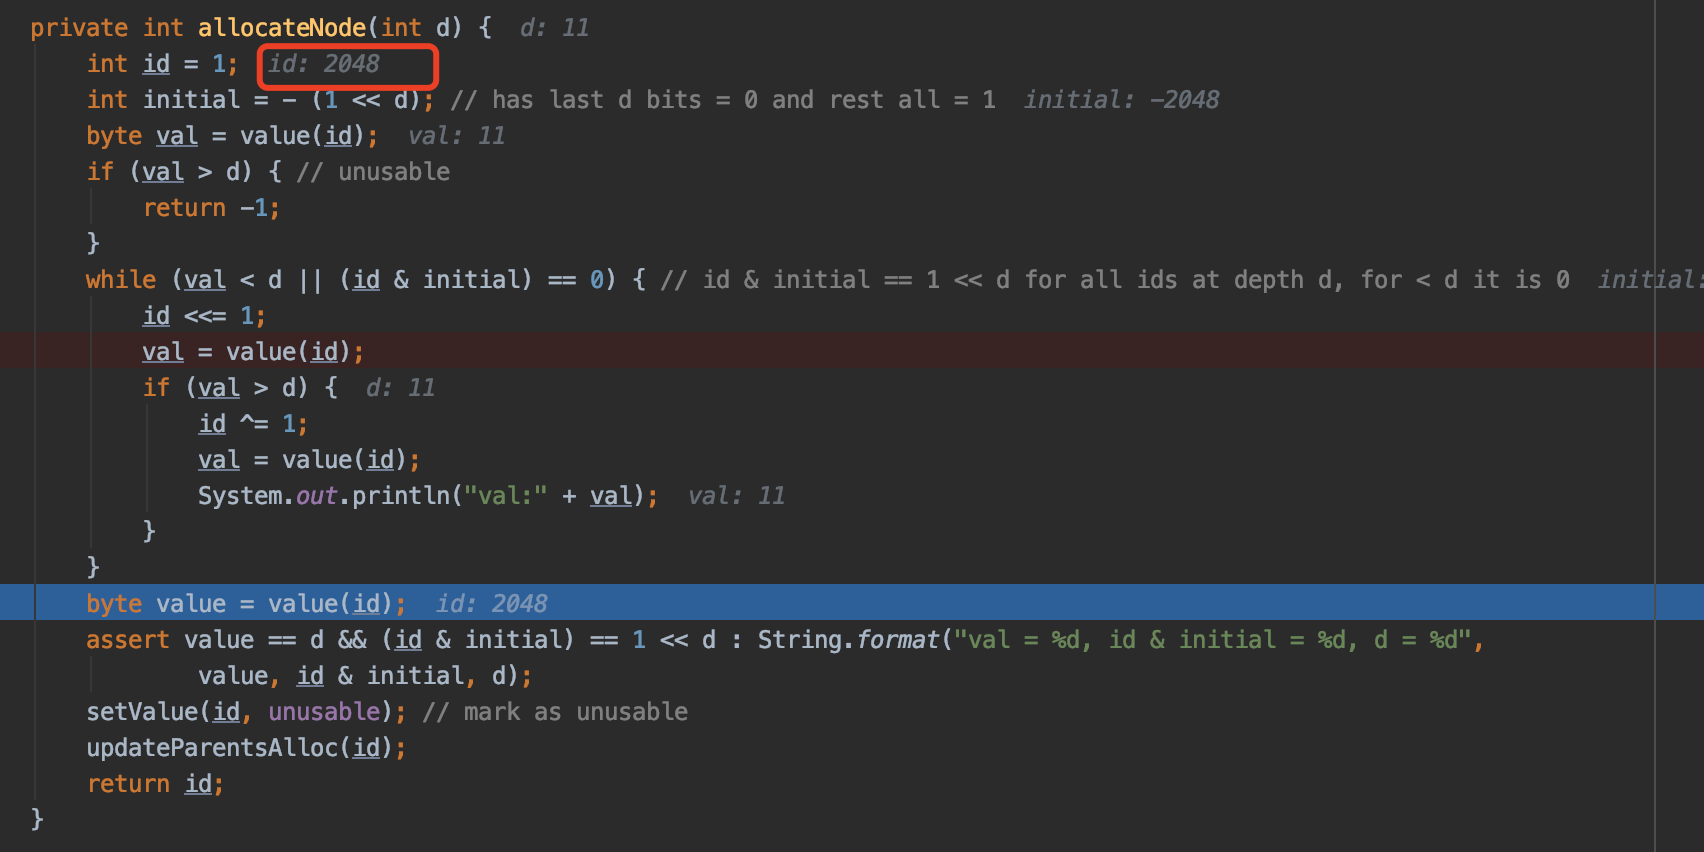 private int allocateNode(int d) {  d: 11
int id = 1;  id: 2048
int initial = - (1 << d); // has last d bits = 0 and rest all = 1  initial: -2048
byte val = value(id);  val: 11
if (val > d) { // unusable
return -1;
}
while (val < d || (id & initial) == 0) { // id & initial == 1 << d for all ids at depth d, for < d it is 0  initial:
id <<= 1;
val = value(id);
if (val > d) {  d: 11
id ^= 1;
val = value(id);
System.out.println("val:" + val);  val: 11
}
}
byte value = value(id);  id: 2048
assert value == d && (id & initial) == 1 << d : String.format("val = %d, id & initial = %d, d = %d",
value, id & initial, d);
setValue(id, unusable); // mark as unusable
updateParentsAlloc(id);
return id;
}